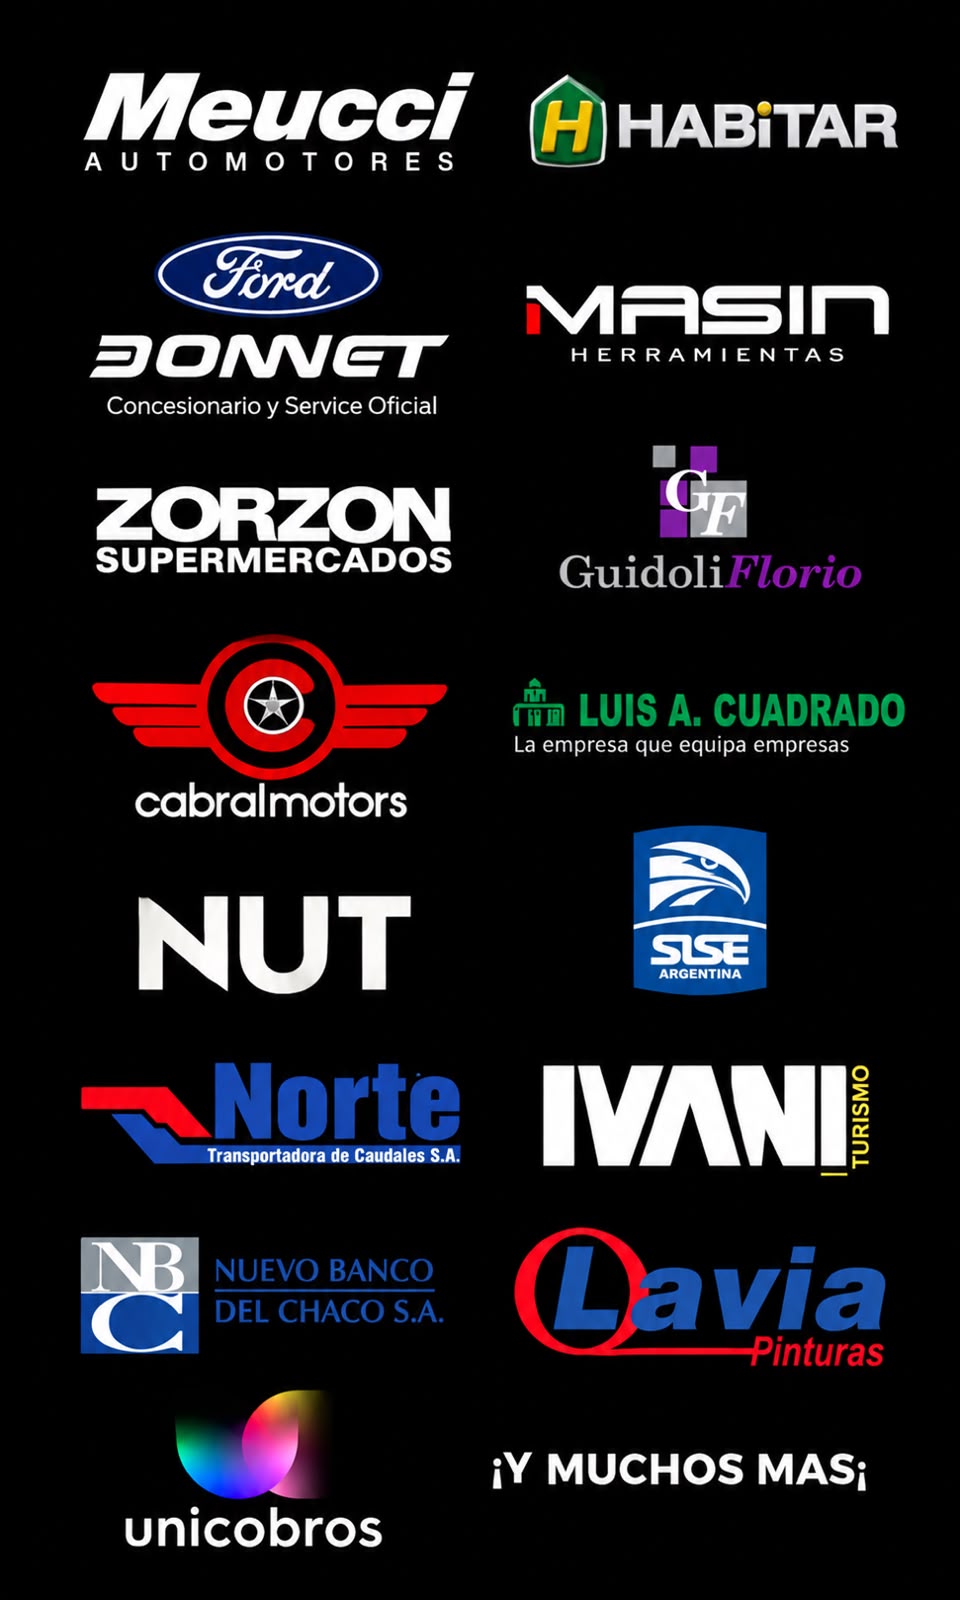 Meucci
AUTOMOTORES
H HABiTAR
Ford
BONNET
Concesionario y Service Oficial
MASIN
HERRAMIENTAS
ZORZON
SUPERMERCADOS
GF
GuidoliFlorio
C
cabralmotors
LUIS A. CUADRADO
La empresa que equipa empresas
NUT
SISE
ARGENTINA
Norte
Transportadora de Caudales S.A.
IVANI
TURISMO
NBC
NUEVO BANCO
DEL CHACO S.A.
Lavia
Pinturas
unicobros
¡Y MUCHOS MAS¡